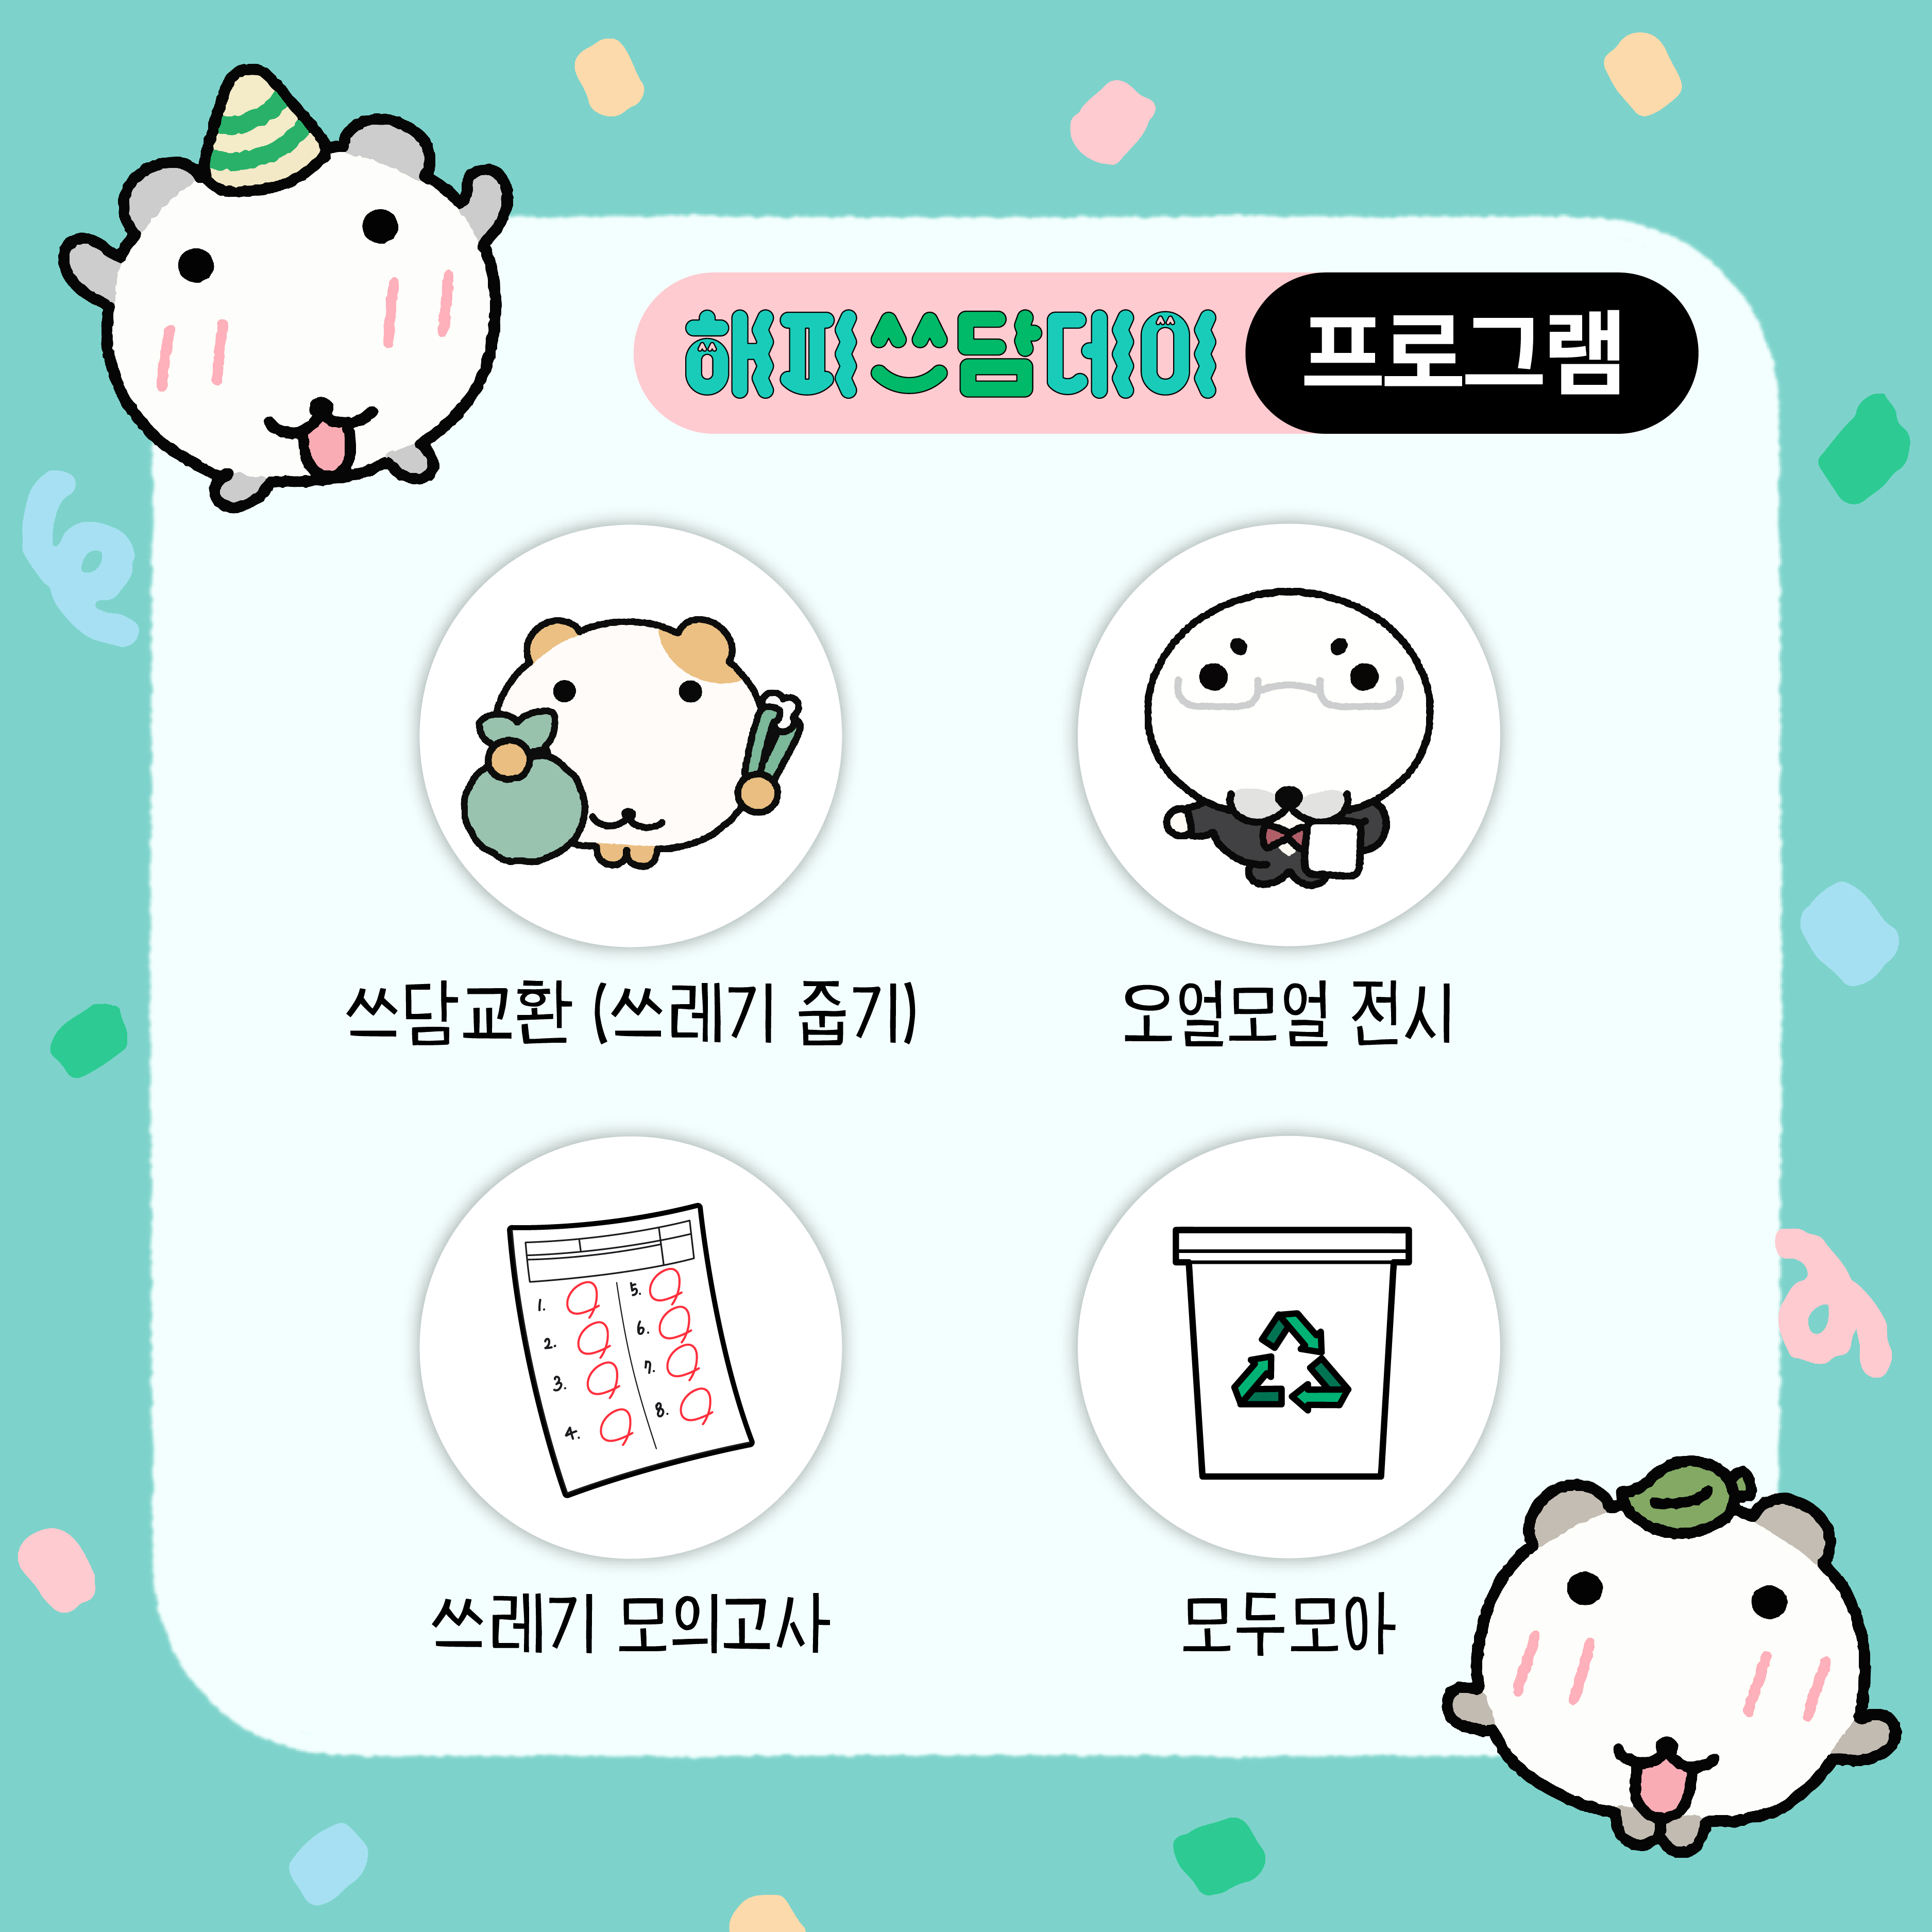 해피쓰담데이 프로그램
쓰담교환 (쓰레기 줍기)
오얼모얼 전시
1.
2.
3.
4.
5.
6.
7.
8.
쓰레기 모의고사
모두모아